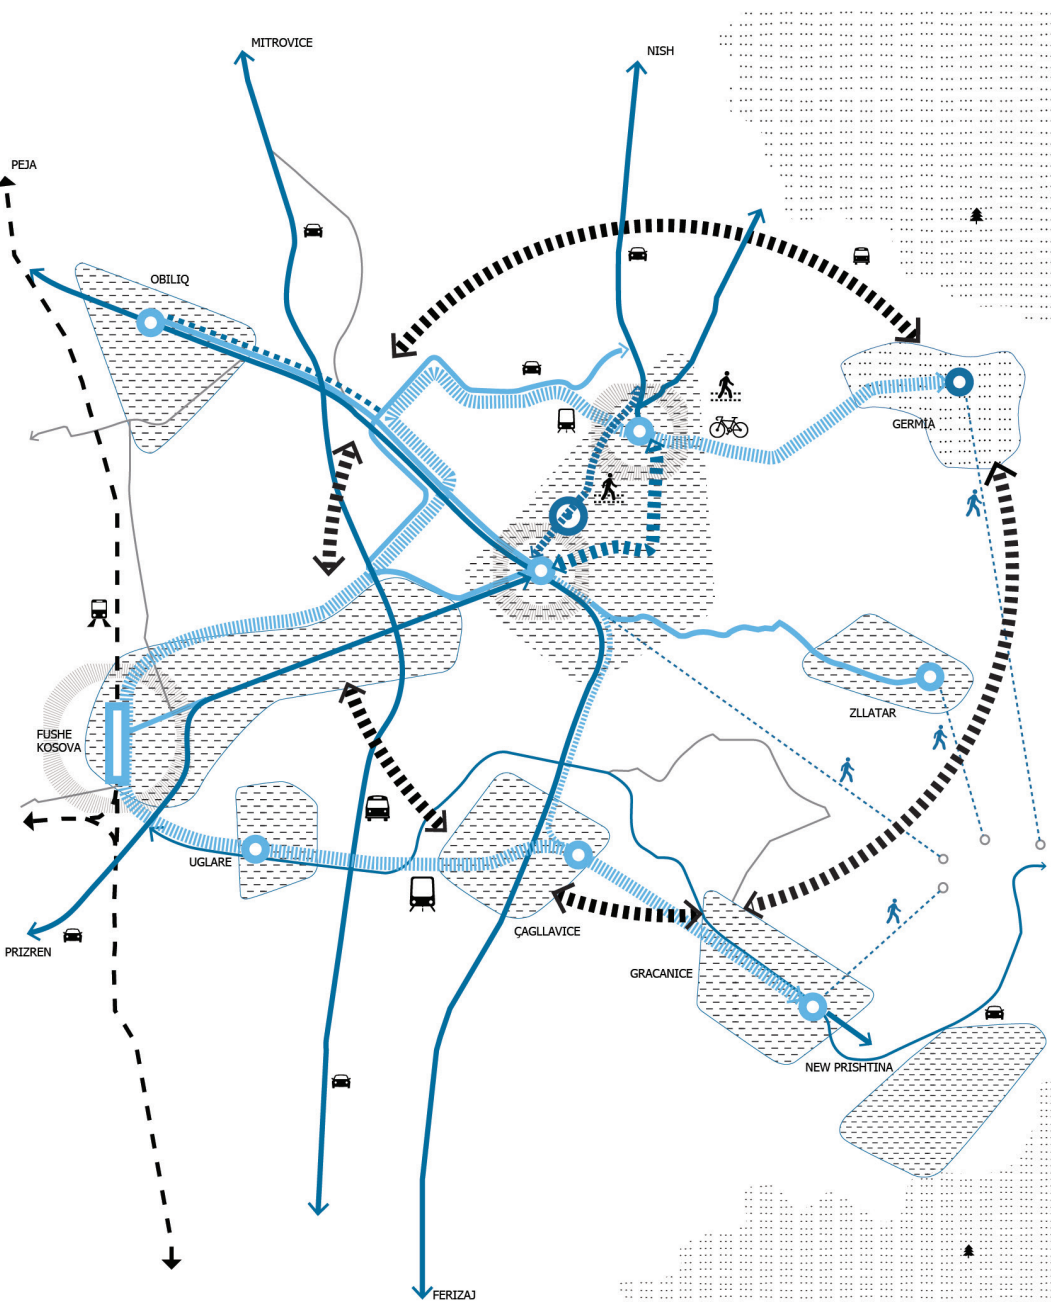 MITROVICE
NISH
PEJA
OBILIQ
GERMIA
ZLLATAR
FUSHE
KOSOVA
UGLARE
ÇAGLLAVICE
PRIZREN
GRACANICE
NEW PRISHTINA
FERIZAJ